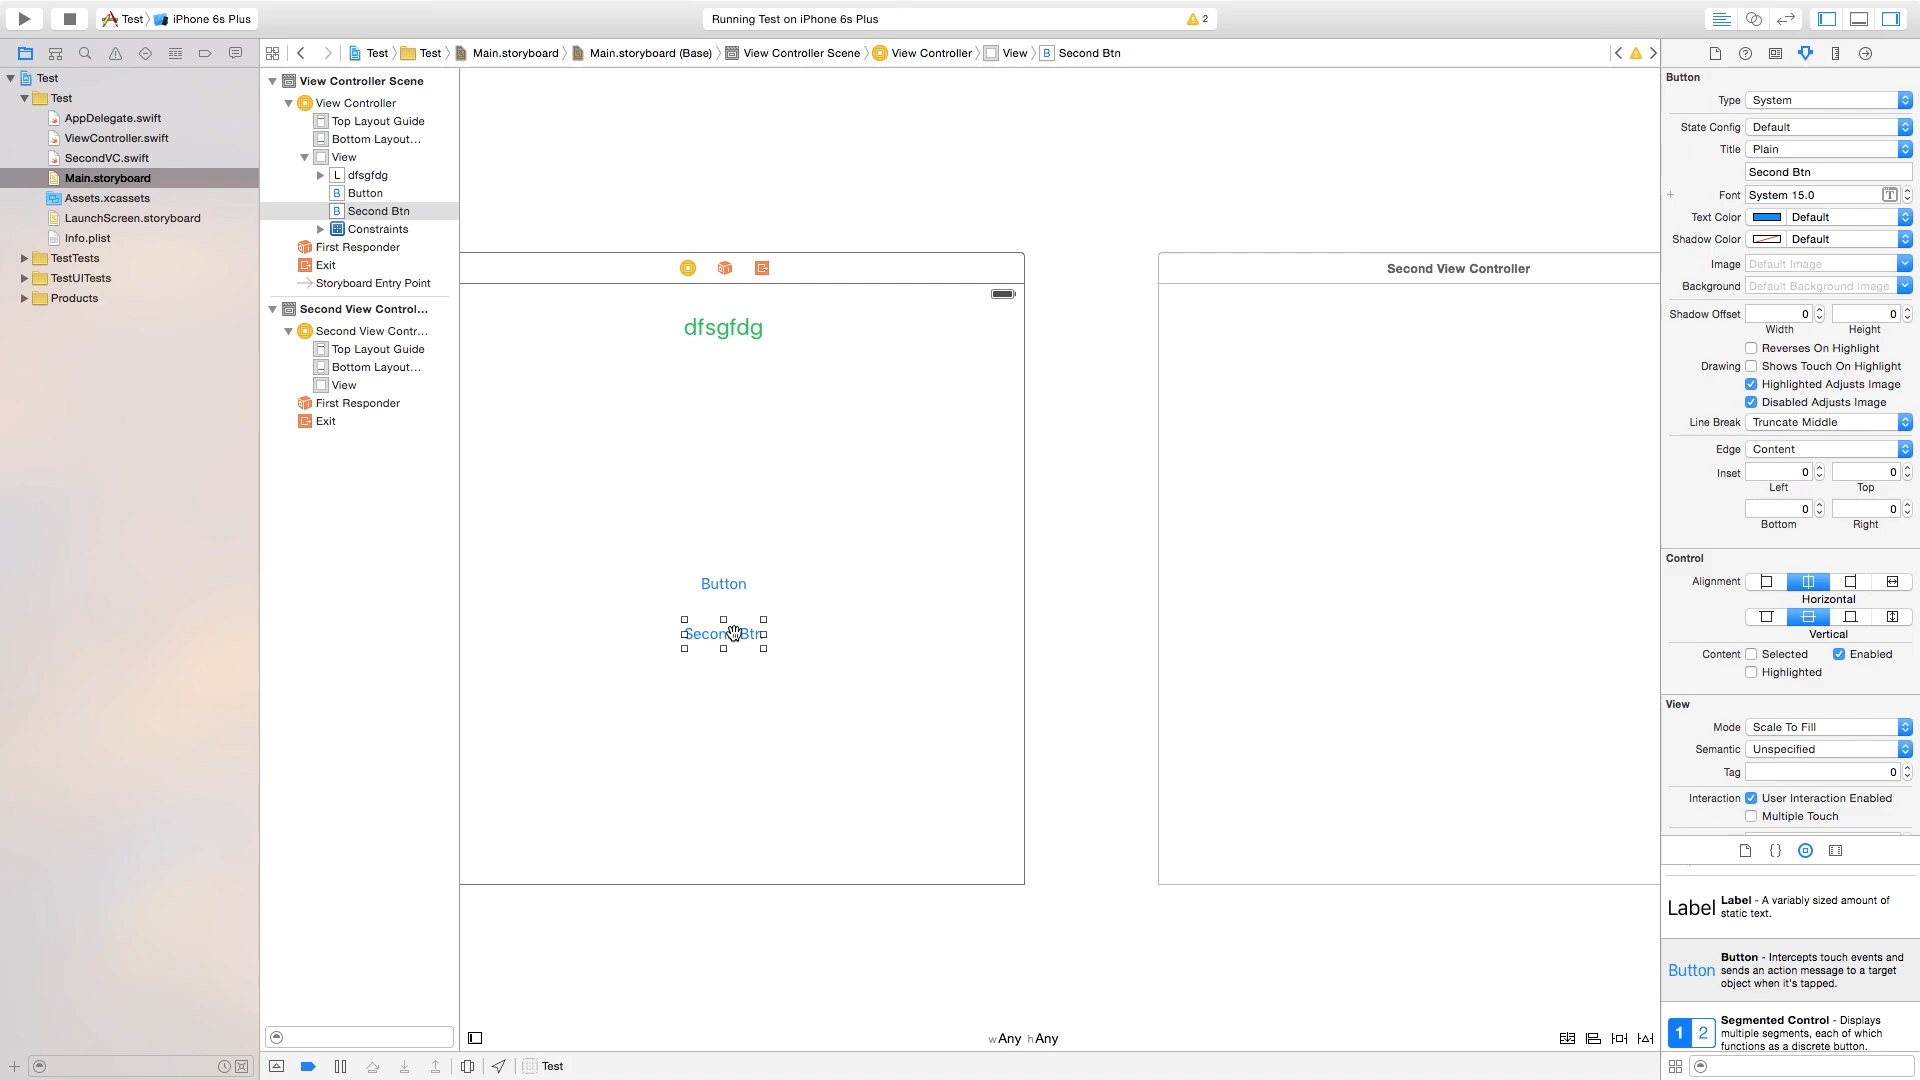 Test
iPhone 6s Plus
Running Test on iPhone 6s Plus
2
Test
Test
Main.storyboard
Main.storyboard (Base)
View Controller Scene
View Controller
View
B
Second Btn
Test
Test
AppDelegate.swift
ViewController.swift
SecondVC.swift
Main.storyboard
Assets.xcassets
LaunchScreen.storyboard
Info.plist
TestTests
TestUITests
Products
View Controller Scene
View Controller
Top Layout Guide
Bottom Layout...
View
L dfsgfdg
B Button
B Second Btn
Constraints
First Responder
Exit
Storyboard Entry Point
Second View Control...
Second View Contr...
Top Layout Guide
Bottom Layout...
View
First Responder
Exit
dfsgfdg
Button
Second Btn
Second View Controller
wAny hAny
Test
Button
Type System
State Config Default
Title Plain
Second Btn
Font System 15.0
Text Color Default
Shadow Color Default
Image Default Image
Background Default Background Image
Shadow Offset 0 0
Width Height
Reverses On Highlight
Drawing Shows Touch On Highlight
Highlighted Adjusts Image
Disabled Adjusts Image
Line Break Truncate Middle
Edge Content
Inset 0 0
Left Top
0 0
Bottom Right
Control
Alignment
Horizontal
Vertical
Content Selected Enabled
Highlighted
View
Mode Scale To Fill
Semantic Unspecified
Tag 0
Interaction User Interaction Enabled
Multiple Touch
{}
Label
Label - A variably sized amount of
static text.
Button
Button - Intercepts touch events and
sends an action message to a target
object when it's tapped.
1 2
Segmented Control - Displays
multiple segments, each of which
functions as a discrete button.